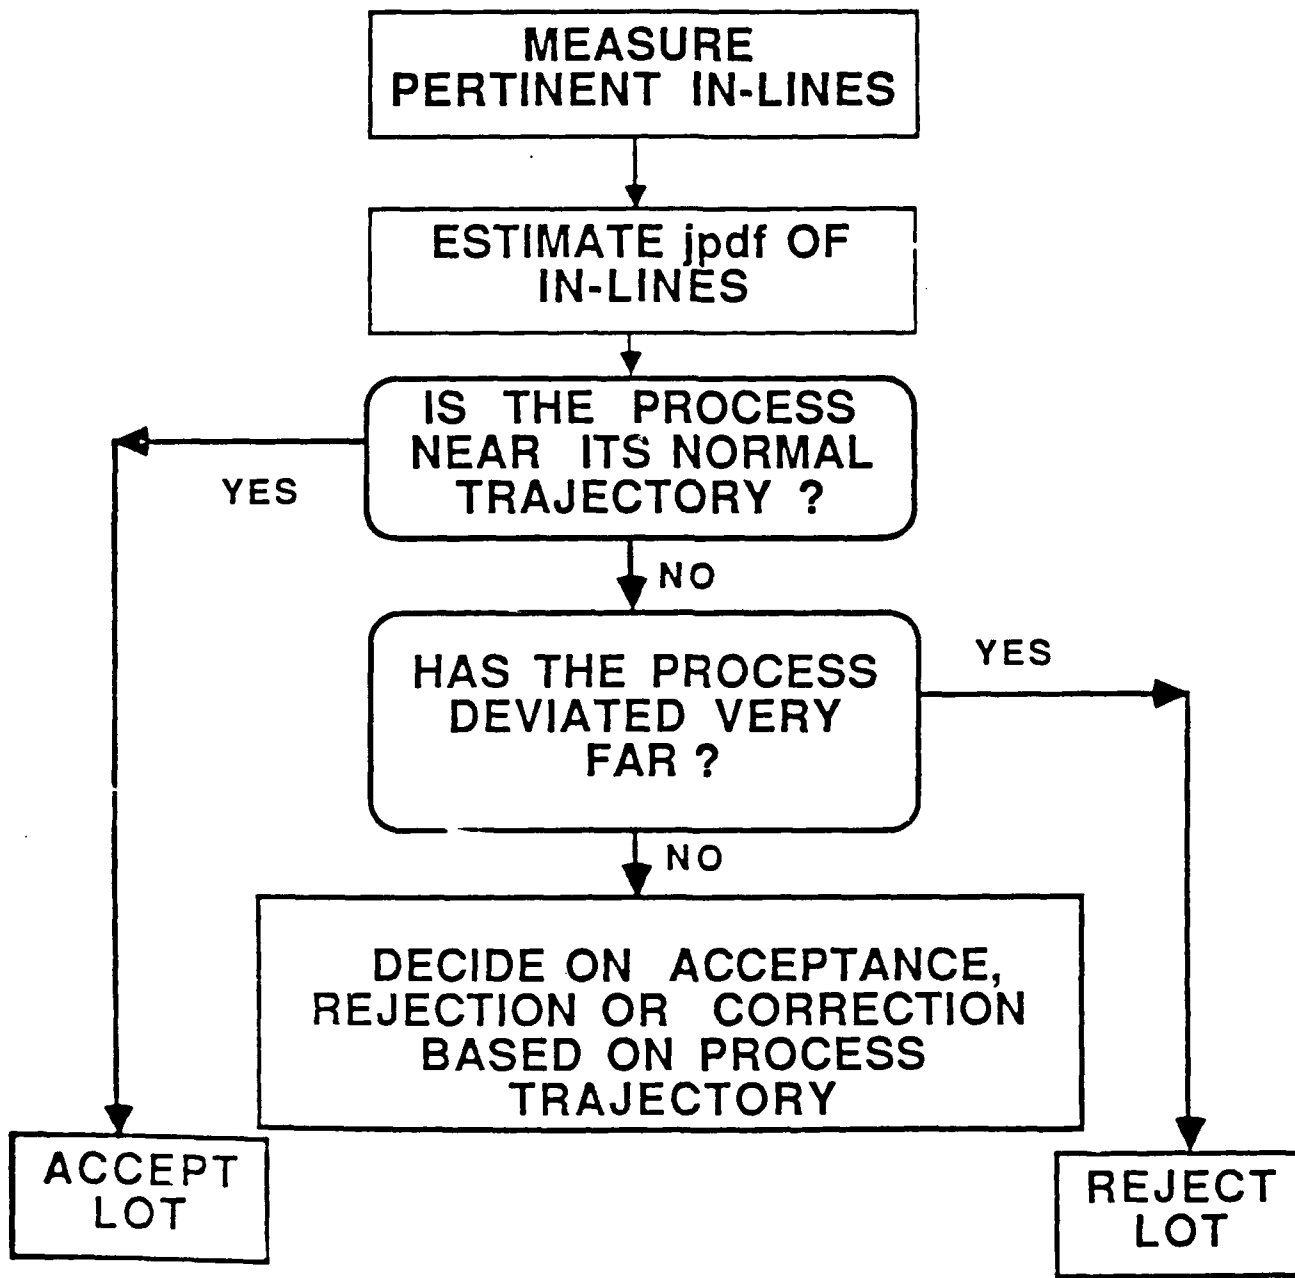 MEASURE
PERTINENT IN-LINES
ESTIMATE jpdf OF
IN-LINES
IS THE PROCESS
NEAR ITS NORMAL
TRAJECTORY ?
YES
NO
HAS THE PROCESS
DEVIATED VERY
FAR ?
YES
NO
DECIDE ON ACCEPTANCE,
REJECTION OR CORRECTION
BASED ON PROCESS
TRAJECTORY
ACCEPT
LOT
REJECT
LOT